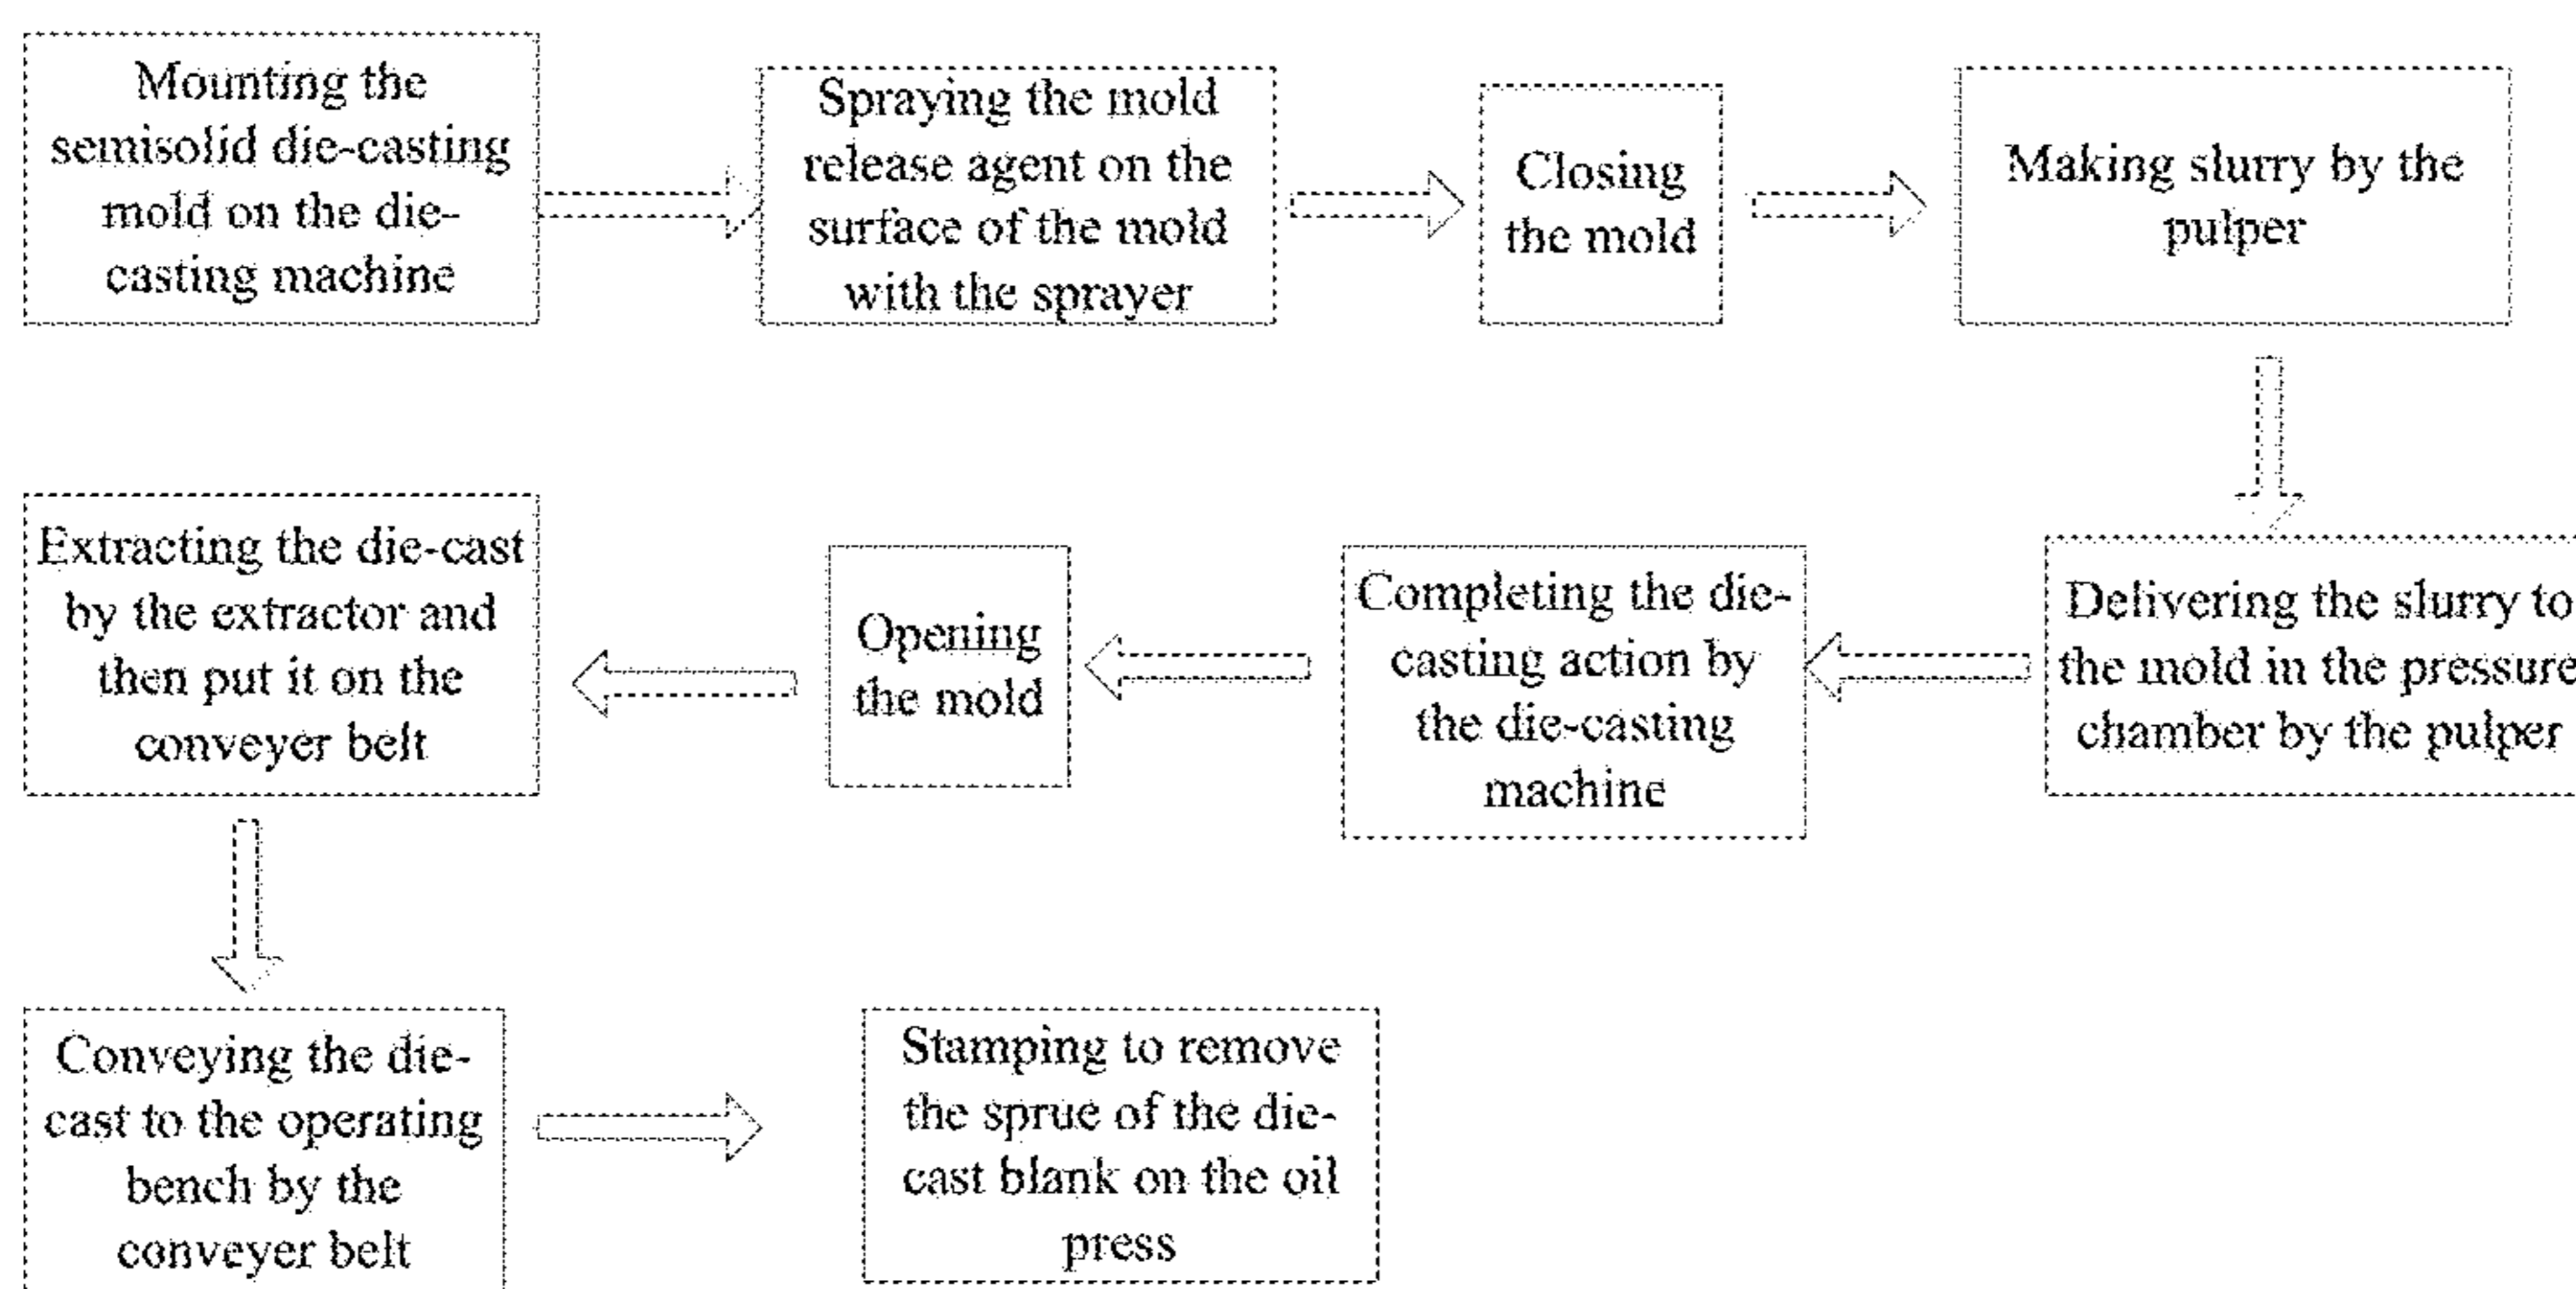 Mounting the
semisolid die-casting
mold on the die-
casting machine
Spraying the mold
release agent on the
surface of the mold
with the sprayer
Closing
the mold
Making slurry by the
pulper
Delivering the slurry to
the mold in the pressure
chamber by the pulper
Completing the die-
casting action by
the die-casting
machine
Opening
the mold
Extracting the die-cast
by the extractor and
then put it on the
conveyer belt
Conveying the die-
cast to the operating
bench by the
conveyer belt
Stamping to remove
the sprue of the die-
cast blank on the oil
press